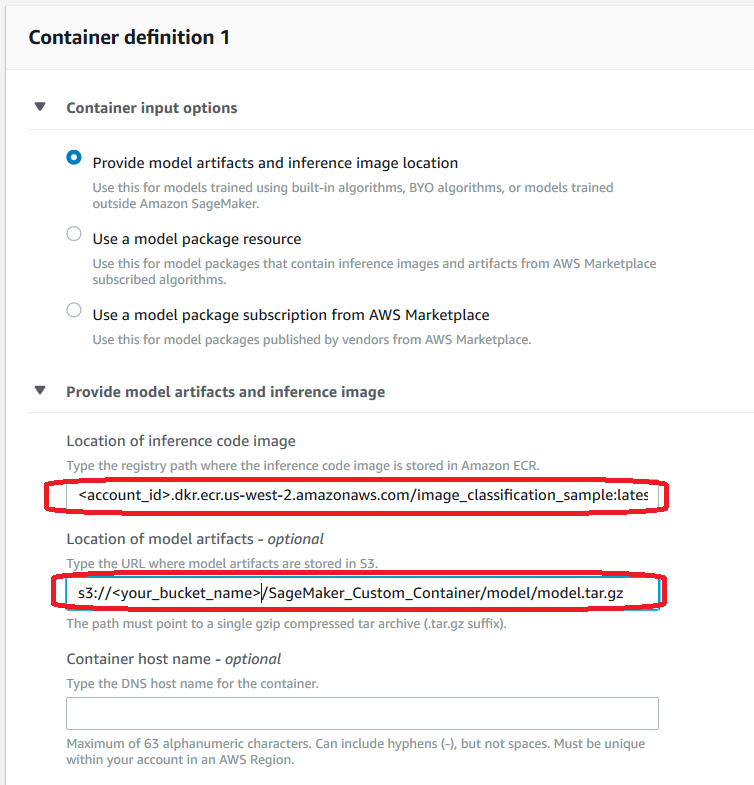 Container definition 1
Container input options
Provide model artifacts and inference image location
Use this for models trained using built-in algorithms, BYO algorithms, or models trained
outside Amazon SageMaker.
Use a model package resource
Use this for model packages that contain inference images and artifacts from AWS Marketplace
subscribed algorithms.
Use a model package subscription from AWS Marketplace
Use this for model packages published by vendors from AWS Marketplace.
Provide model artifacts and inference image
Location of inference code image
Type the registry path where the inference code image is stored in Amazon ECR.
<account_id>.dkr.ecr.us-west-2.amazonaws.com/image_classification_sample:lates
Location of model artifacts - optional
Type the URL where model artifacts are stored in S3.
s3://<your_bucket_name>/SageMaker_Custom_Container/model/model.tar.gz
The path must point to a single gzip compressed tar archive (.tar.gz suffix).
Container host name - optional
Type the DNS host name for the container.
Maximum of 63 alphanumeric characters. Can include hyphens (-), but not spaces. Must be unique
within your account in an AWS Region.